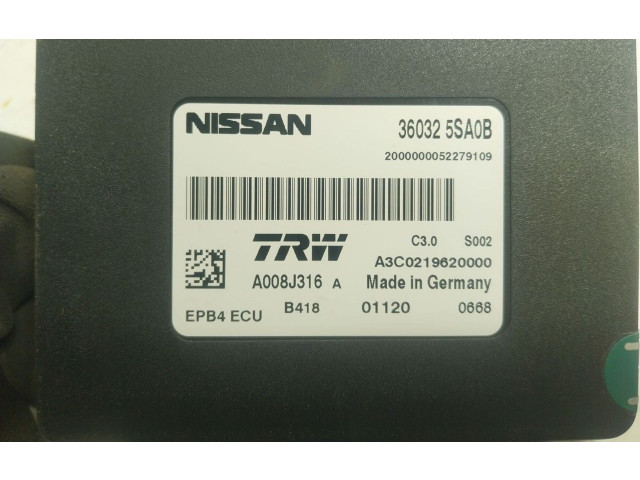 NISSAN 36032 5SA0B
2000000052279109
TRW C3.0 S002
A3C0219620000
A008J316 A Made in Germany
EPB4 ECU B418 01120 0668